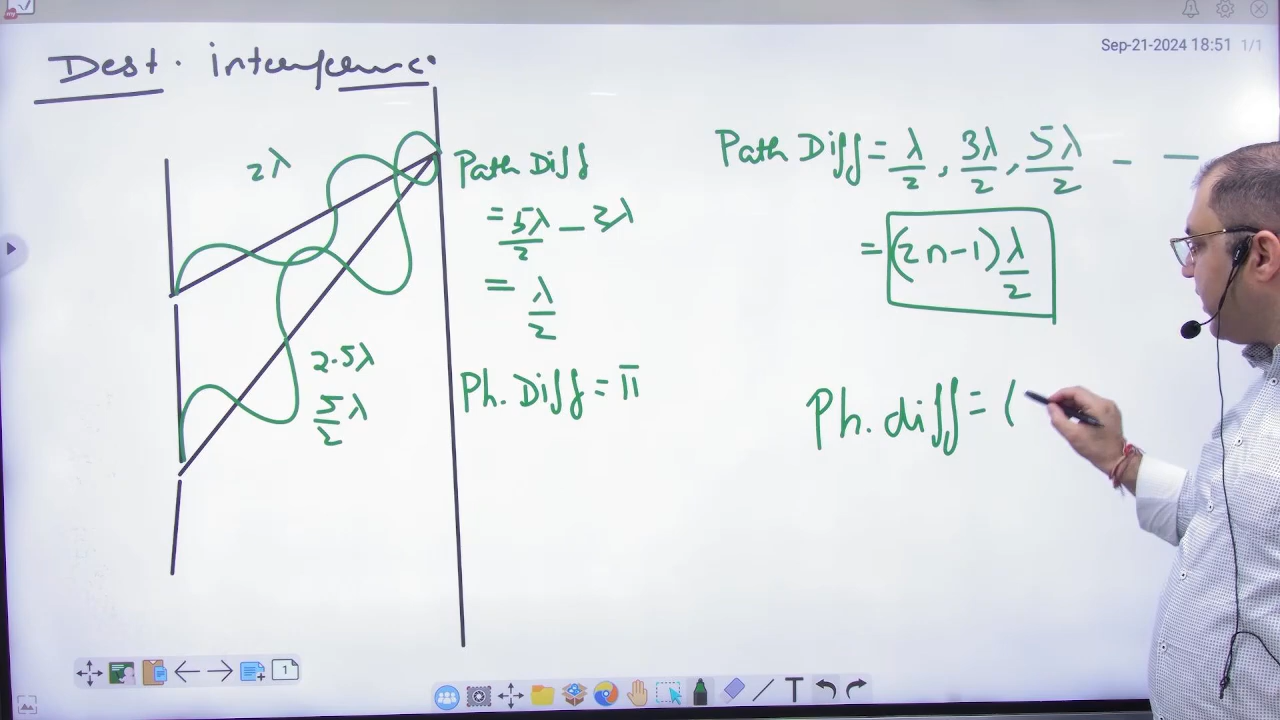 Sep-21-2024 18:51 1/1
Dest. interference
2λ
Path Diff
= 5λ/2 - 2λ
= λ/2
Ph. Diff = π
2.5λ
5/2 λ
Path Diff = λ/2, 3λ/2, 5λ/2 - -
= (2n-1) λ/2
Ph. diff = (
1
T